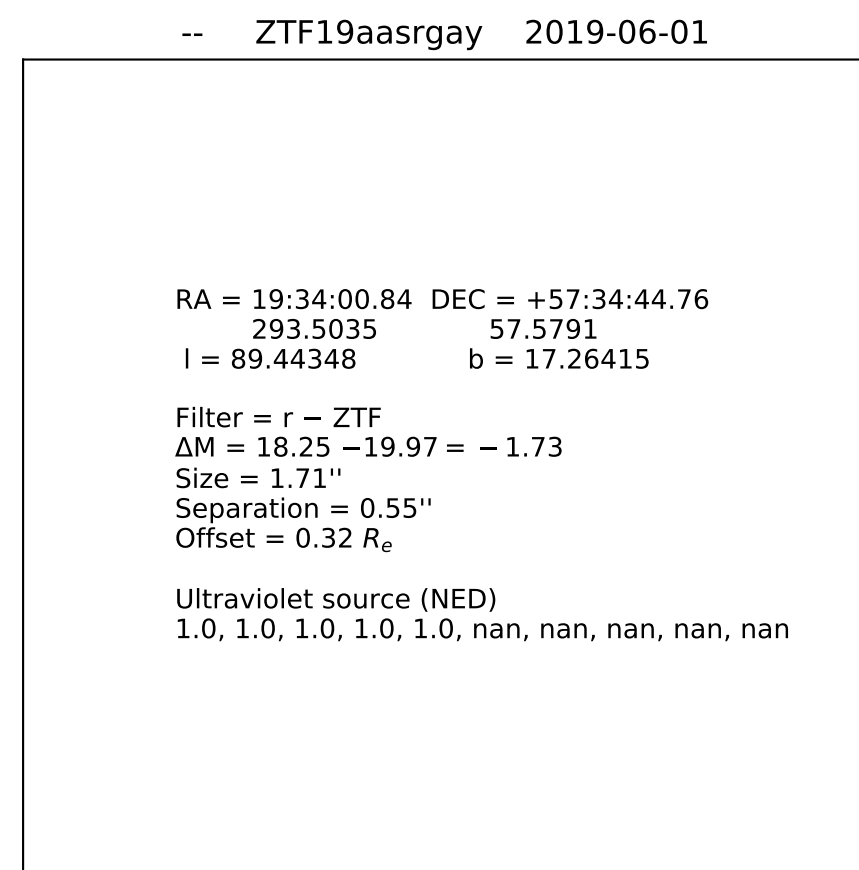 -- ZTF19aasrgay 2019-06-01
RA = 19:34:00.84 DEC = +57:34:44.76
293.5035 57.5791
l = 89.44348 b = 17.26415
Filter = r − ZTF
ΔM = 18.25 −19.97 = − 1.73
Size = 1.71''
Separation = 0.55''
Offset = 0.32 Rₑ
Ultraviolet source (NED)
1.0, 1.0, 1.0, 1.0, 1.0, nan, nan, nan, nan, nan